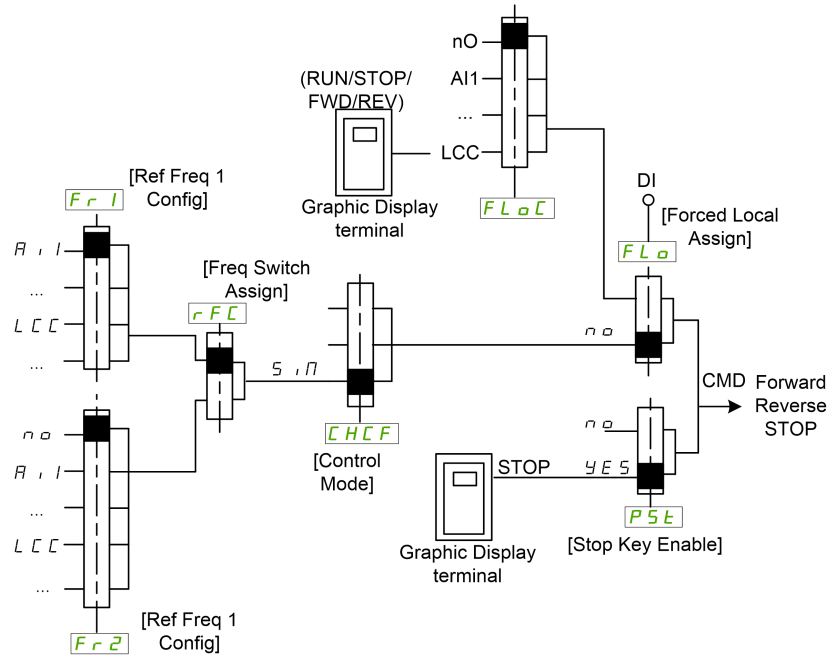 nO
AI1
...
LCC
FLoC
(RUN/STOP/
FWD/REV)
Graphic Display
terminal
DI
[Forced Local
Assign]
FLo
[Ref Freq 1
Config]
Fr1
Ai1
...
LCC
...
[Freq Switch
Assign]
rFC
SiM
CHCF
[Control
Mode]
no
CMD
Forward
Reverse
STOP
no
Ai1
...
LCC
...
Fr2
[Ref Freq 1
Config]
no
STOP
YES
Graphic Display
terminal
PSt
[Stop Key Enable]